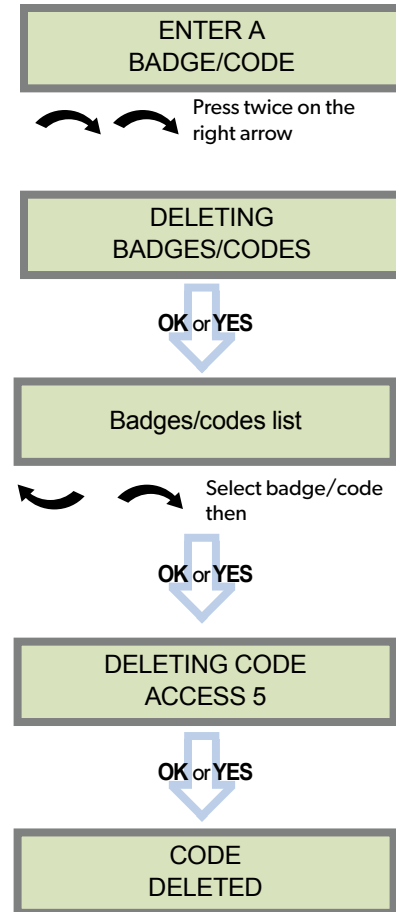 ENTER A
BADGE/CODE
Press twice on the
right arrow
DELETING
BADGES/CODES
OK or YES
Badges/codes list
Select badge/code
then
OK or YES
DELETING CODE
ACCESS 5
OK or YES
CODE
DELETED